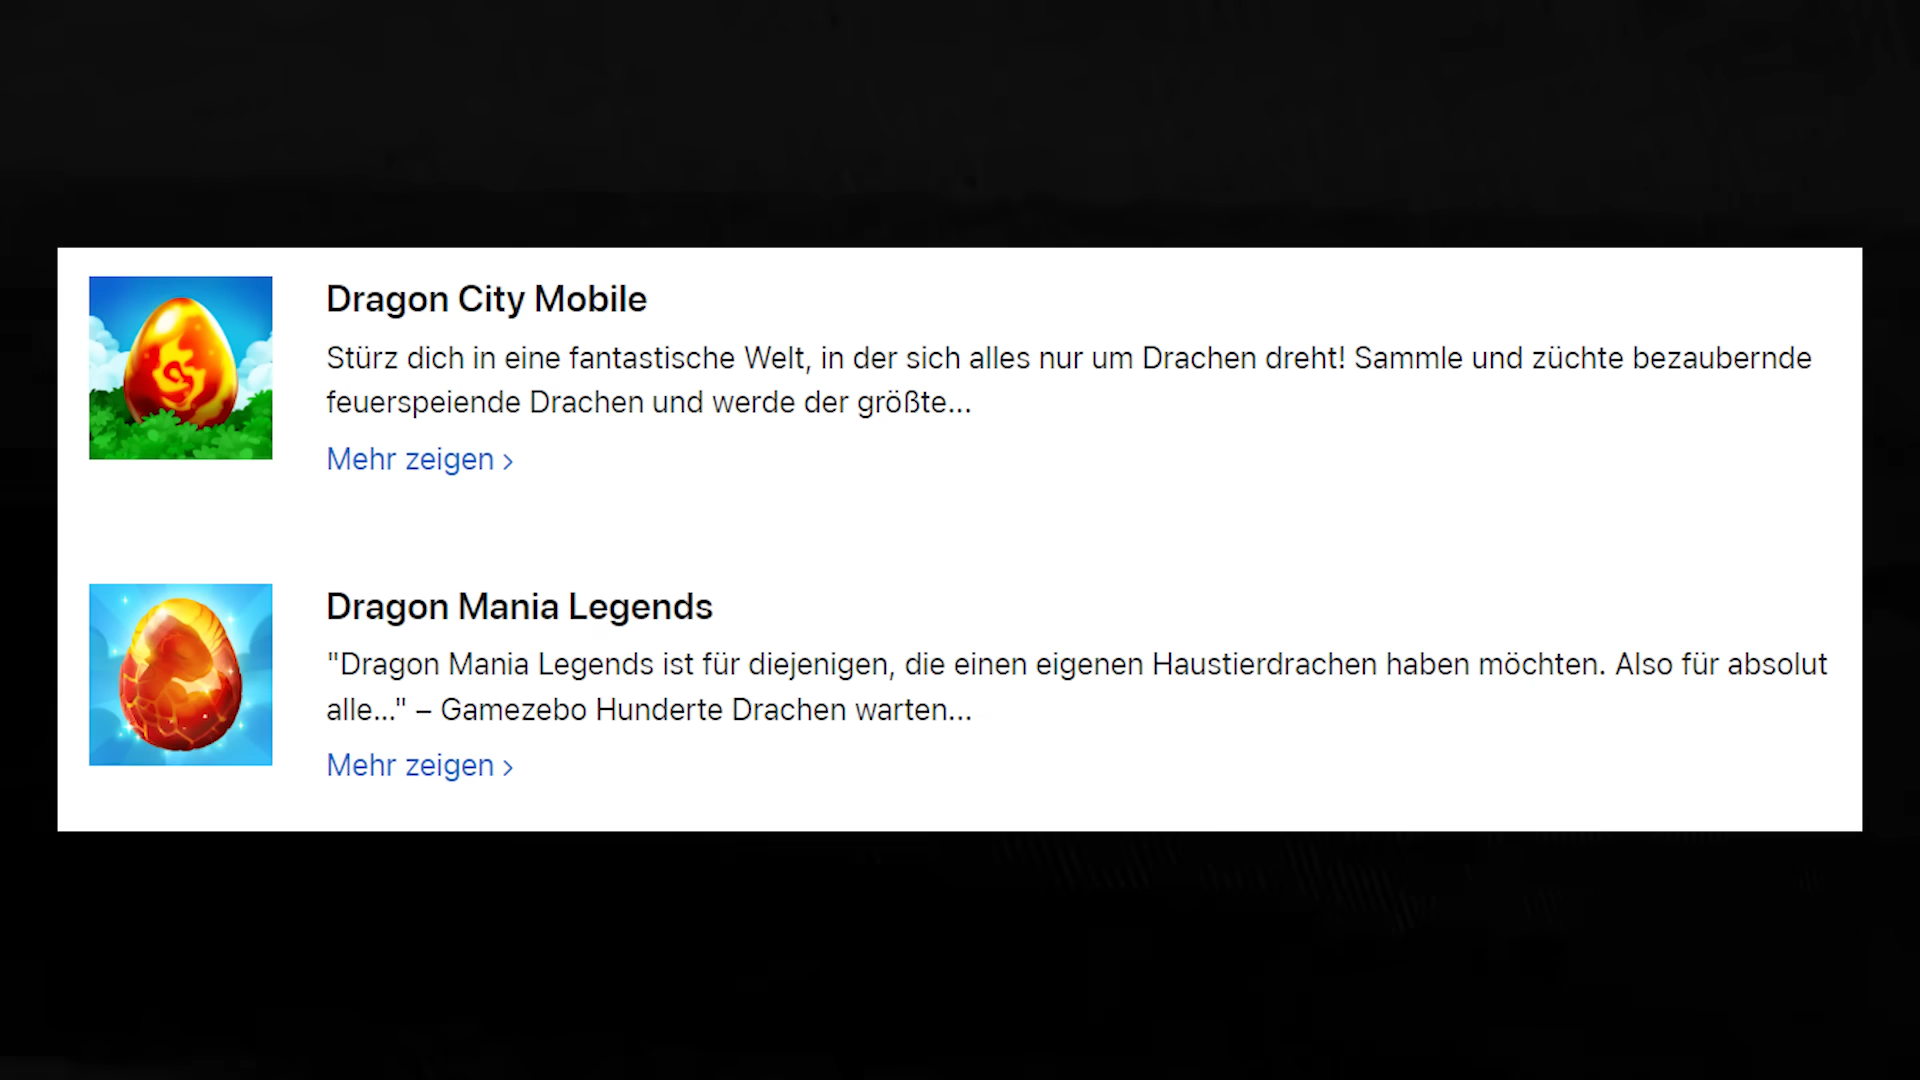 Dragon City Mobile
Stürz dich in eine fantastische Welt, in der sich alles nur um Drachen dreht! Sammle und züchte bezaubernde
feuerspeiende Drachen und werde der größte...
Mehr zeigen >
Dragon Mania Legends
"Dragon Mania Legends ist für diejenigen, die einen eigenen Haustierdrachen haben möchten. Also für absolut
alle..." – Gamezebo Hunderte Drachen warten...
Mehr zeigen >